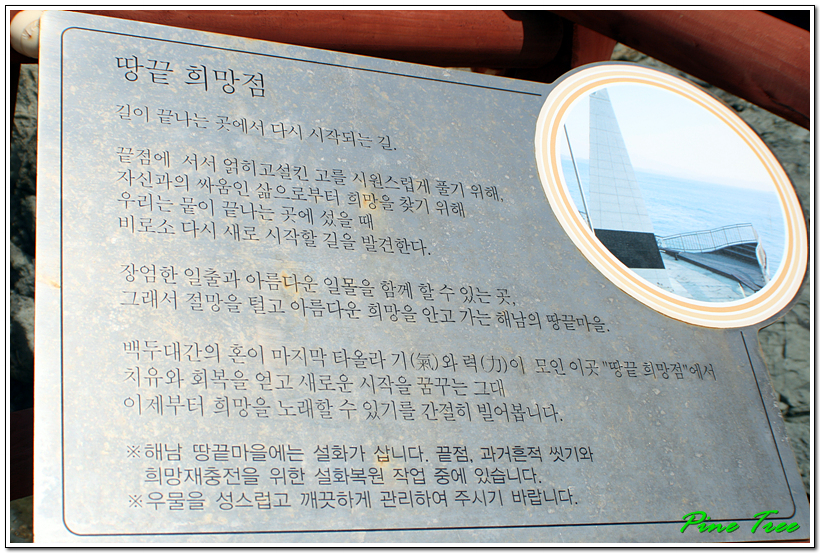 땅끝 희망점
길이 끝나는 곳에서 다시 시작되는 길.
끝점에 서서 얽히고설킨 고를 시원스럽게 풀기 위해,
자신과의 싸움인 삶으로부터 희망을 찾기 위해
우리는 뭍이 끝나는 곳에 섰을 때
비로소 다시 새로 시작할 길을 발견한다.
장엄한 일출과 아름다운 일몰을 함께 할 수 있는 곳,
그래서 절망을 털고 아름다운 희망을 안고 가는 해남의 땅끝마을.
백두대간의 혼이 마지막 타올라 기(氣)와 력(力)이 모인 이곳 "땅끝 희망점"에서
치유와 회복을 얻고 새로운 시작을 꿈꾸는 그대
이제부터 희망을 노래할 수 있기를 간절히 빌어봅니다.
※해남 땅끝마을에는 설화가 삽니다. 끝점, 과거흔적 씻기와
희망재충전을 위한 설화복원 작업 중에 있습니다.
※우물을 성스럽고 깨끗하게 관리하여 주시기 바랍니다.
Pine Tree